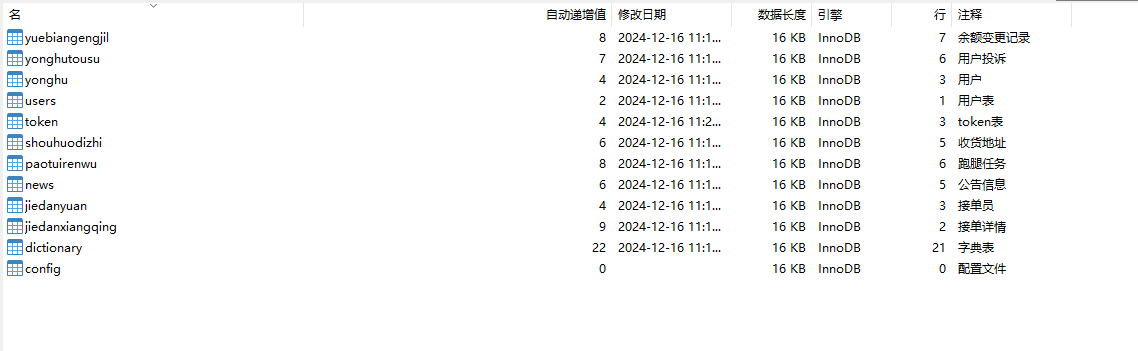 名 自动递增值 修改日期 数据长度 引擎 行 注释
yuebiangengjil 8 2024-12-16 11:1... 16 KB InnoDB 7 余额变更记录
yonghutousu 7 2024-12-16 11:1... 16 KB InnoDB 6 用户投诉
yonghu 4 2024-12-16 11:1... 16 KB InnoDB 3 用户
users 2 2024-12-16 11:1... 16 KB InnoDB 1 用户表
token 4 2024-12-16 11:2... 16 KB InnoDB 3 token表
shouhuodizhi 6 2024-12-16 11:1... 16 KB InnoDB 5 收货地址
paotuirenwu 8 2024-12-16 11:1... 16 KB InnoDB 6 跑腿任务
news 6 2024-12-16 11:1... 16 KB InnoDB 5 公告信息
jiedanyuan 4 2024-12-16 11:1... 16 KB InnoDB 3 接单员
jiedanxiangqing 9 2024-12-16 11:1... 16 KB InnoDB 2 接单详情
dictionary 22 2024-12-16 11:1... 16 KB InnoDB 21 字典表
config 0 16 KB InnoDB 0 配置文件